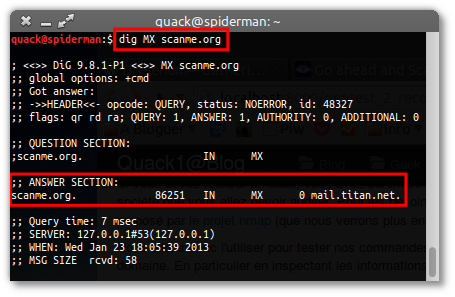 quack@spiderman: ~
quack@spiderman:$ dig MX scanme.org
; <<>> DiG 9.8.1-P1 <<>> MX scanme.org
;; global options: +cmd
;; Got answer:
;; ->>HEADER<<- opcode: QUERY, status: NOERROR, id: 48327
;; flags: qr rd ra; QUERY: 1, ANSWER: 1, AUTHORITY: 0, ADDITIONAL: 0
;; QUESTION SECTION:
;scanme.org. IN MX
;; ANSWER SECTION:
scanme.org. 86251 IN MX 0 mail.titan.net.
;; Query time: 7 msec
;; SERVER: 127.0.0.1#53(127.0.0.1)
;; WHEN: Wed Jan 23 18:05:39 2013
;; MSG SIZE rcvd: 58